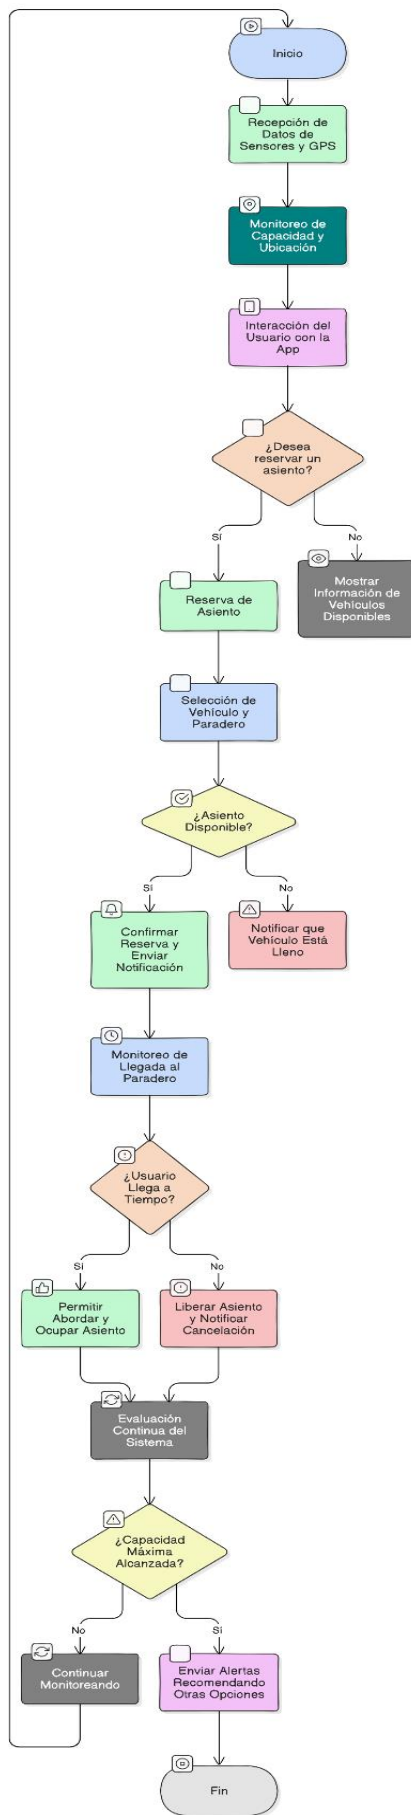 Inicio
Recepción de
Datos de
Sensores y GPS
Monitoreo de
Capacidad y
Ubicación
Interacción del
Usuario con la
App
¿Desea
reservar un
asiento?
Sí
No
Reserva de
Asiento
Mostrar
Información de
Vehículos
Disponibles
Selección de
Vehículo y
Paradero
¿Asiento
Disponible?
Sí
No
Confirmar
Reserva y
Enviar
Notificación
Notificar que
Vehículo Está
Lleno
Monitoreo de
Llegada al
Paradero
¿Usuario
Llega a
Tiempo?
Sí
No
Permitir
Abordar y
Ocupar Asiento
Liberar Asiento
y Notificar
Cancelación
Evaluación
Continua del
Sistema
¿Capacidad
Máxima
Alcanzada?
No
Sí
Continuar
Monitoreando
Enviar Alertas
Recomendando
Otras Opciones
Fin